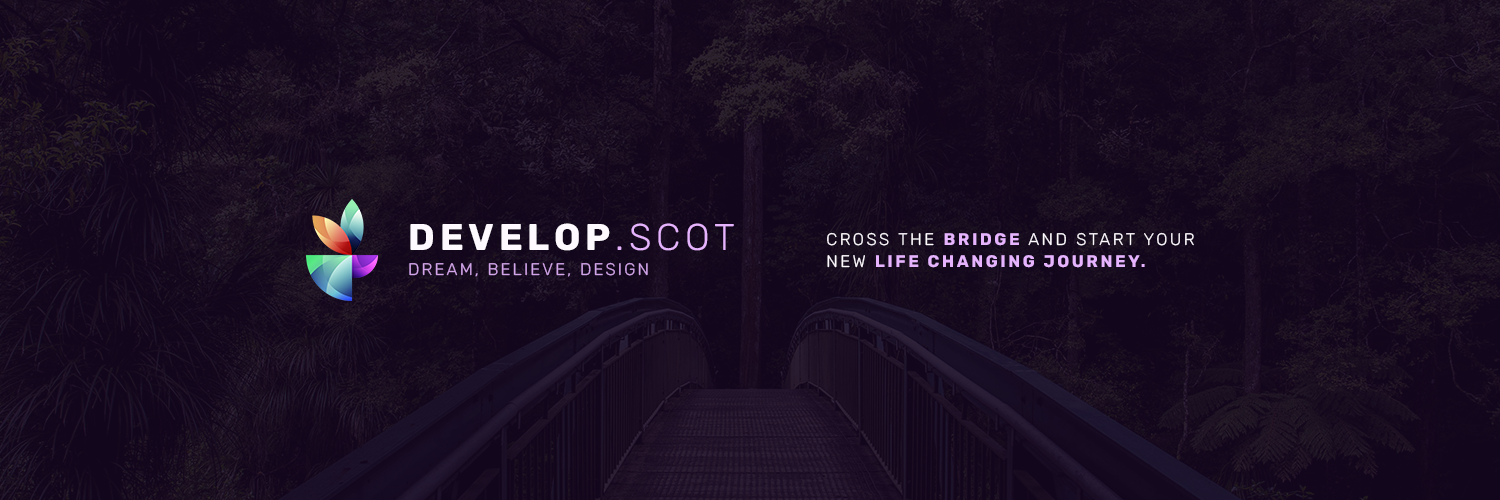 DEVELOP.SCOT
DREAM, BELIEVE, DESIGN
CROSS THE BRIDGE AND START YOUR
NEW LIFE CHANGING JOURNEY.